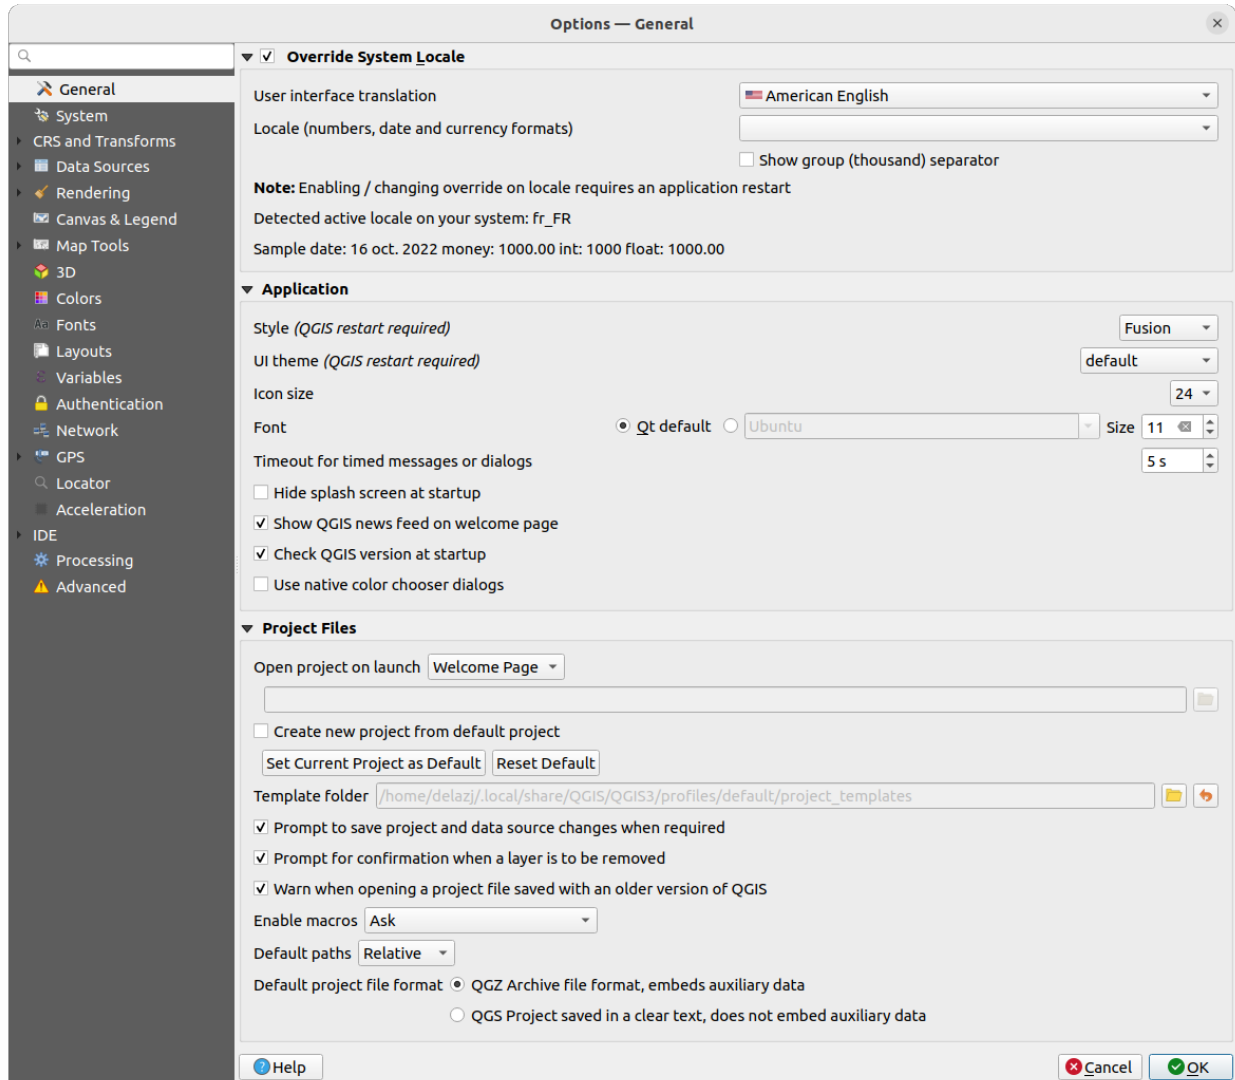 Options — General
General
System
CRS and Transforms
Data Sources
Rendering
Canvas & Legend
Map Tools
3D
Colors
Fonts
Layouts
Variables
Authentication
Network
GPS
Locator
Acceleration
IDE
Processing
Advanced
Override System Locale
User interface translation American English
Locale (numbers, date and currency formats)
Show group (thousand) separator
Note: Enabling / changing override on locale requires an application restart
Detected active locale on your system: fr_FR
Sample date: 16 oct. 2022 money: 1000.00 int: 1000 float: 1000.00
Application
Style (QGIS restart required) Fusion
UI theme (QGIS restart required) default
Icon size 24
Font Qt default Ubuntu Size 11
Timeout for timed messages or dialogs 5 s
Hide splash screen at startup
Show QGIS news feed on welcome page
Check QGIS version at startup
Use native color chooser dialogs
Project Files
Open project on launch Welcome Page
Create new project from default project
Set Current Project as Default Reset Default
Template folder /home/delazj/.local/share/QGIS/QGIS3/profiles/default/project_templates
Prompt to save project and data source changes when required
Prompt for confirmation when a layer is to be removed
Warn when opening a project file saved with an older version of QGIS
Enable macros Ask
Default paths Relative
Default project file format QGZ Archive file format, embeds auxiliary data
QGS Project saved in a clear text, does not embed auxiliary data
Help Cancel OK